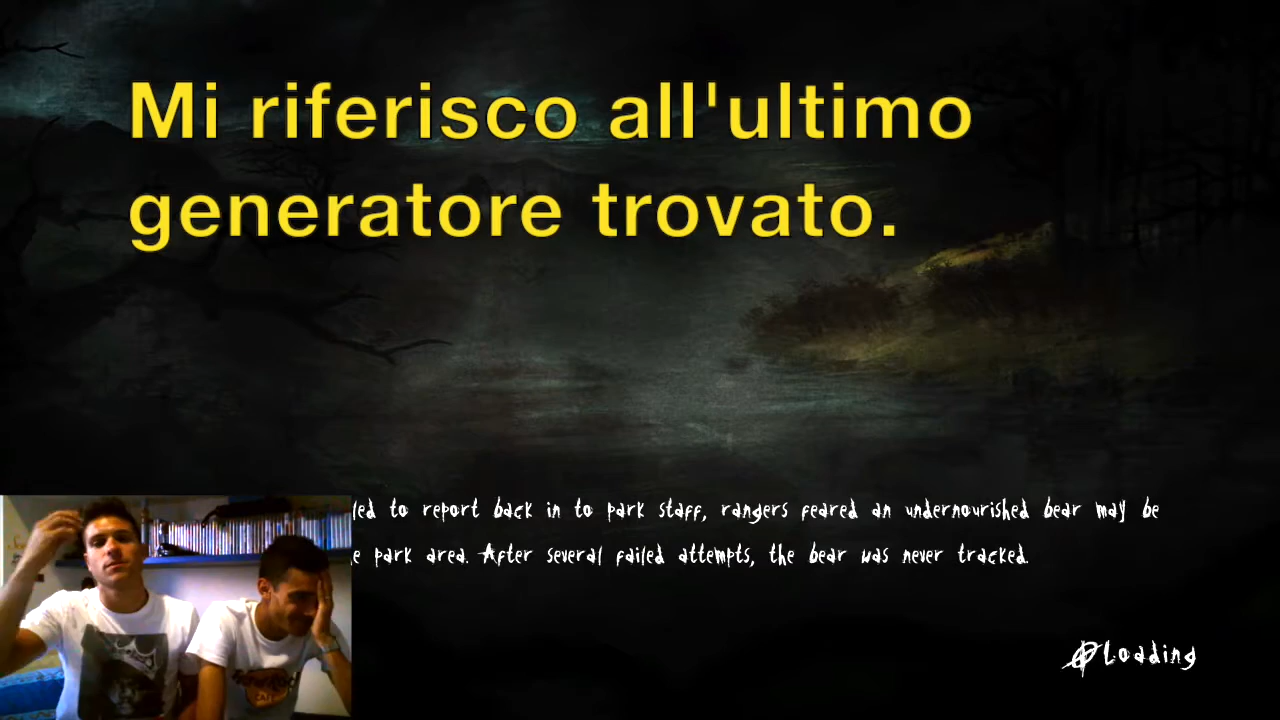 Mi riferisco all'ultimo
generatore trovato.
to report back in to park staff, rangers feared an undernourished bear may be
park area. After several failed attempts, the bear was never tracked.
Loading